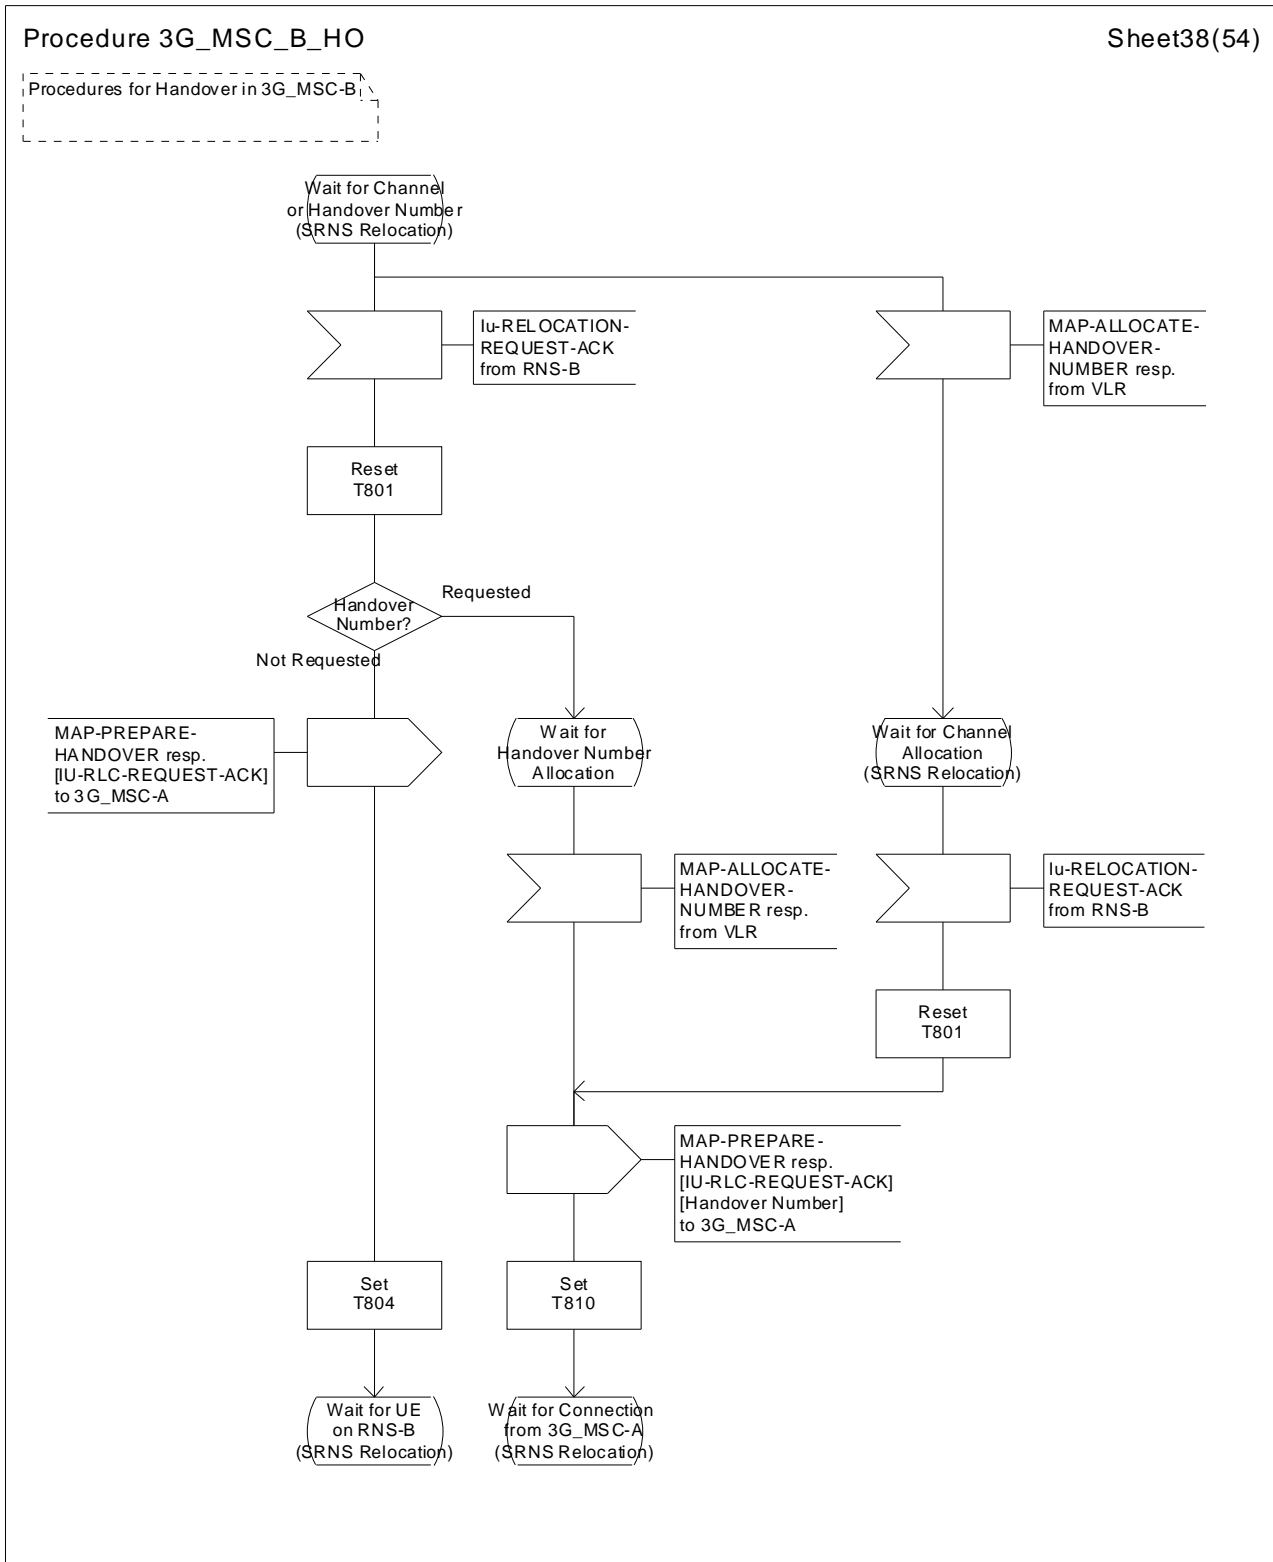 Procedure 3G_MSC_B_HO
Sheet38(54)
Procedures for Handover in 3G_MSC-B
Wait for Channel
or Handover Number
(SRNS Relocation)
Iu-RELOCATION-
REQUEST-ACK
from RNS-B
MAP-ALLOCATE-
HANDOVER-
NUMBER resp.
from VLR
Reset
T801
Handover
Number?
Requested
Not Requested
MAP-PREPARE-
HANDOVER resp.
[IU-RLC-REQUEST-ACK]
to 3G_MSC-A
Wait for
Handover Number
Allocation
Wait for Channel
Allocation
(SRNS Relocation)
MAP-ALLOCATE-
HANDOVER-
NUMBER resp.
from VLR
Iu-RELOCATION-
REQUEST-ACK
from RNS-B
Reset
T801
MAP-PREPARE-
HANDOVER resp.
[IU-RLC-REQUEST-ACK]
[Handover Number]
to 3G_MSC-A
Set
T804
Set
T810
Wait for UE
on RNS-B
(SRNS Relocation)
Wait for Connection
from 3G_MSC-A
(SRNS Relocation)